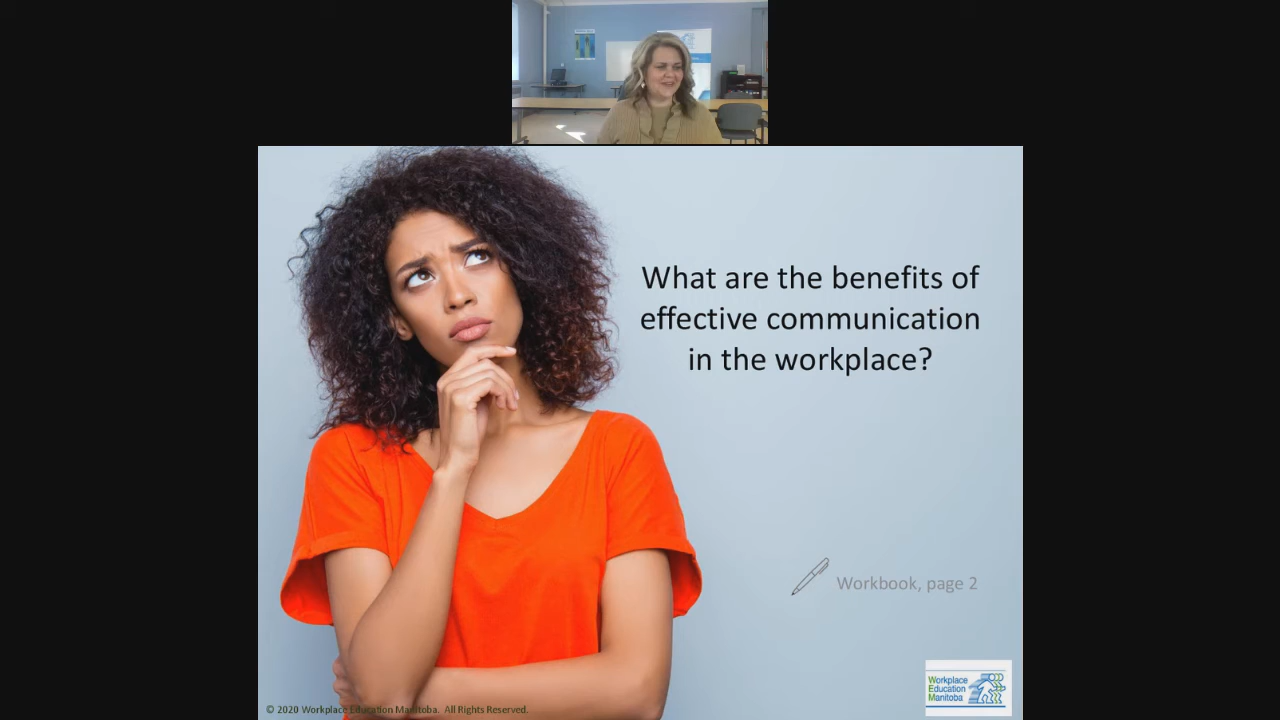 What are the benefits of
effective communication
in the workplace?
Workbook, page 2
Workplace
Education
Manitoba
© 2020 Workplace Education Manitoba. All Rights Reserved.